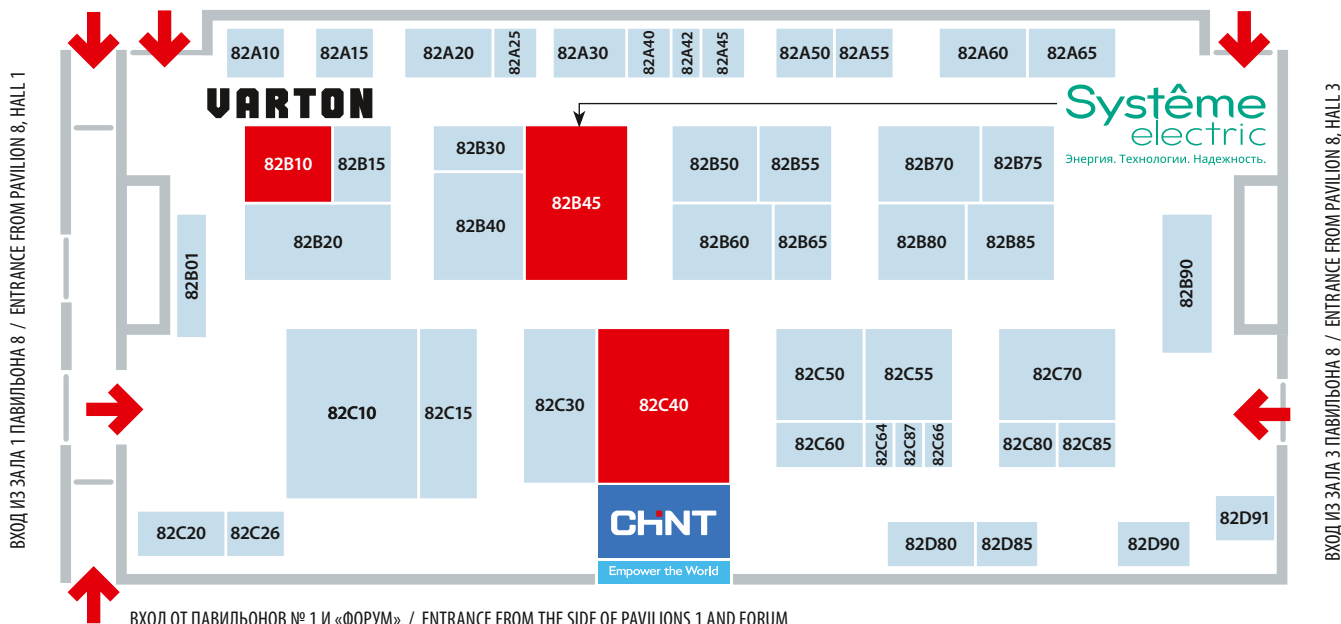 82A10
82A15
82A20
82A25
82A30
82A40
82A42
82A45
82A50
82A55
82A60
82A65
VARTON
Système
electric
Энергия. Технологии. Надежность.
82B10
82B15
82B20
82B30
82B40
82B45
82B50
82B55
82B60
82B65
82B70
82B75
82B80
82B85
82B01
82B90
82C10
82C15
82C30
82C40
82C50
82C55
82C60
82C64
82C87
82C66
82C70
82C80
82C85
82C20
82C26
CHINT
Empower the World
82D80
82D85
82D90
82D91
ВХОД ИЗ ЗАЛА 1 ПАВИЛЬОНА 8 / ENTRANCE FROM PAVILION 8, HALL 1
ВХОД ИЗ ЗАЛА 3 ПАВИЛЬОНА 8 / ENTRANCE FROM PAVILION 8, HALL 3
ВХОД ОТ ПАВИЛЬОНОВ № 1 И «ФОРУМ» / ENTRANCE FROM THE SIDE OF PAVILIONS 1 AND FORUM